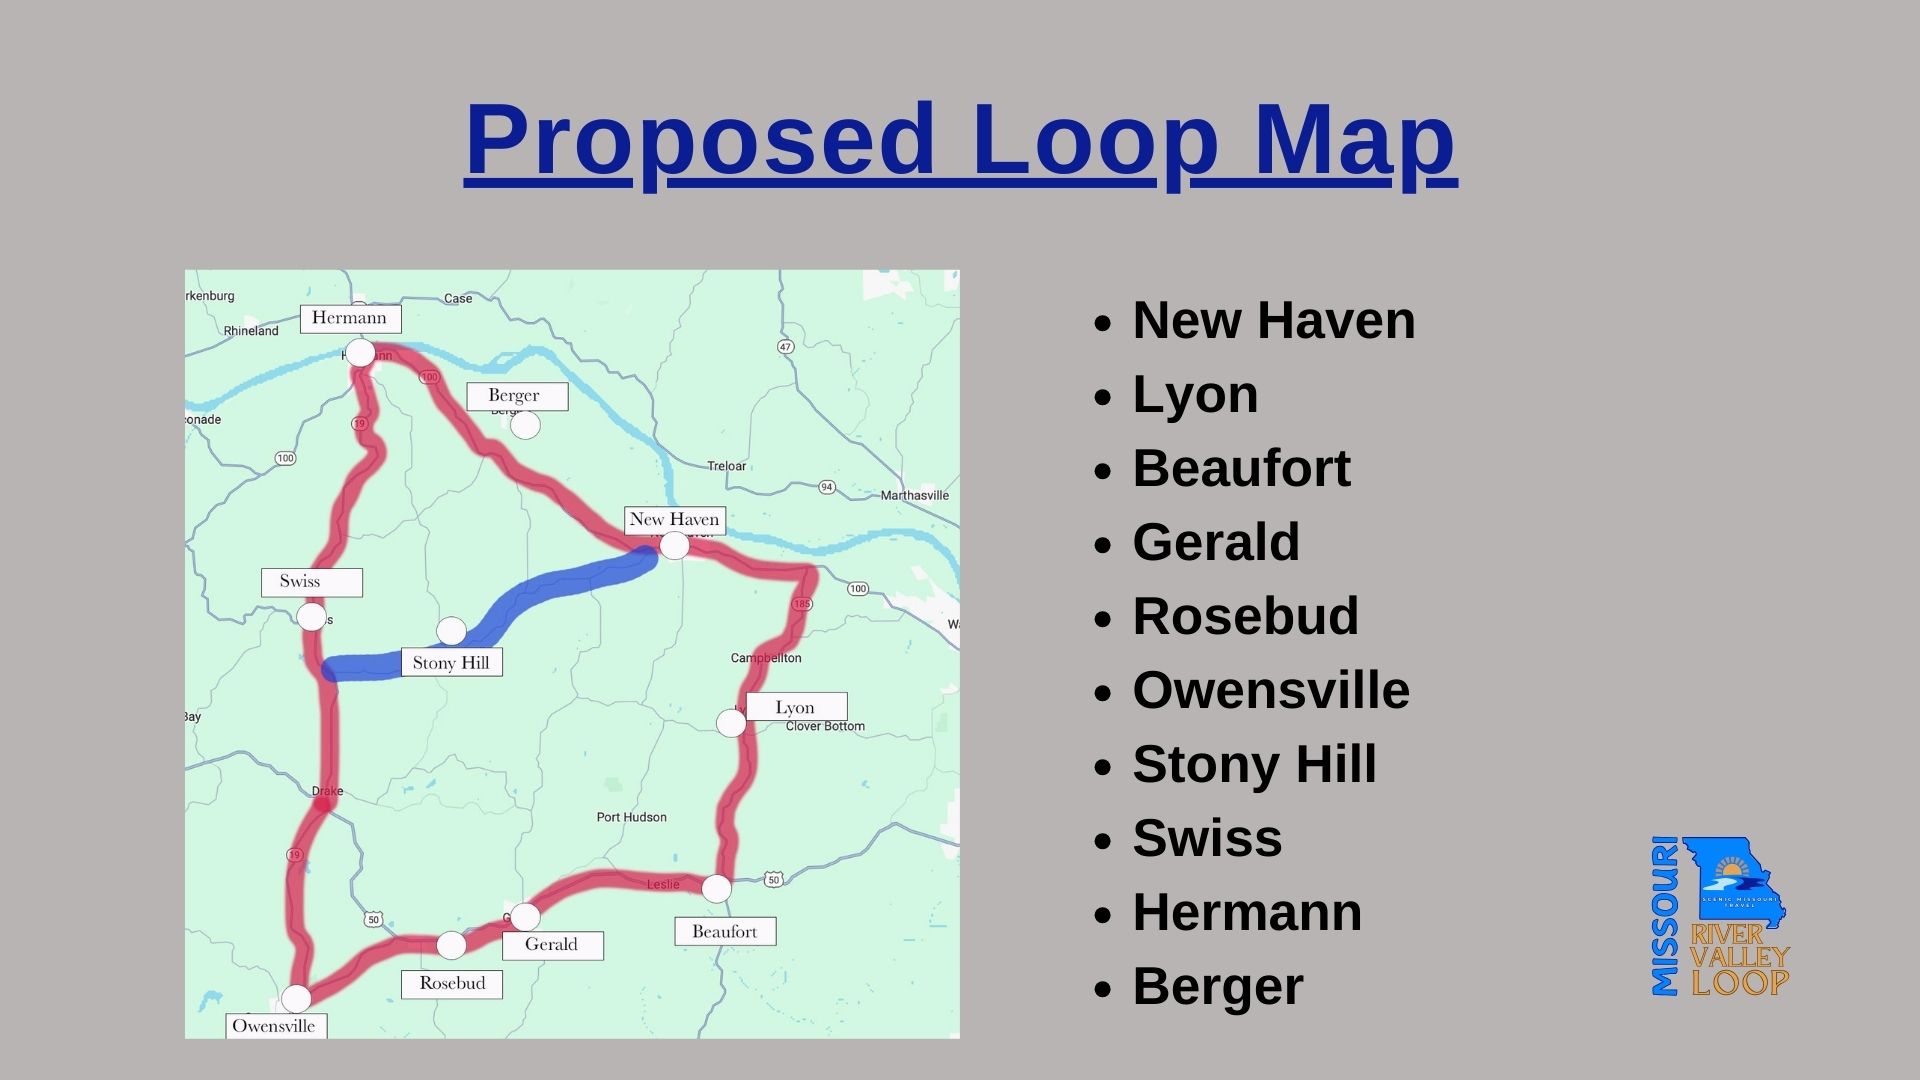 Proposed Loop Map
rkenburg
Case
Hermann
Rhineland
100
47
Berger
onade
19
100
Treloar
94
Marthasville
New Haven
Swiss
100
185
Stony Hill
Campbellton
Lyon
Bay
Clover Bottom
Drake
Port Hudson
19
Leslie
50
50
Gerald
Beaufort
Rosebud
Owensville
New Haven
Lyon
Beaufort
Gerald
Rosebud
Owensville
Stony Hill
Swiss
Hermann
Berger
MISSOURI
SCENIC MISSOURI
TRAVEL
RIVER
VALLEY
LOOP